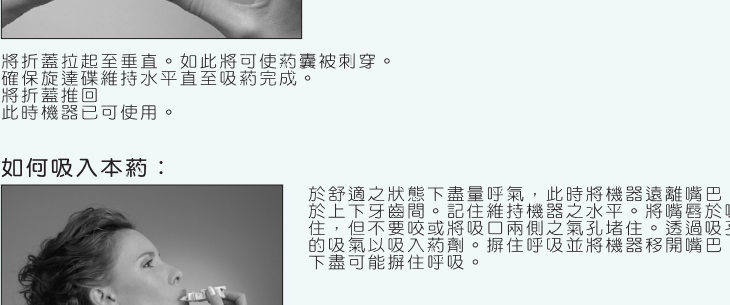 將折蓋拉起至垂直。如此將可使葯囊被刺穿。
確保旋達碟維持水平直至吸葯完成。
將折蓋推回
此時機器已可使用。
如何吸入本葯：
於舒適之狀態下盡量呼氣，此時將機器遠離嘴巴
於上下牙齒間。記住維持機器之水平。將嘴唇於
住，但不要咬或將吸口兩側之氣孔堵住。透過吸
的吸氣以吸入葯劑。摒住呼吸並將機器移開嘴巴
下盡可能摒住呼吸。